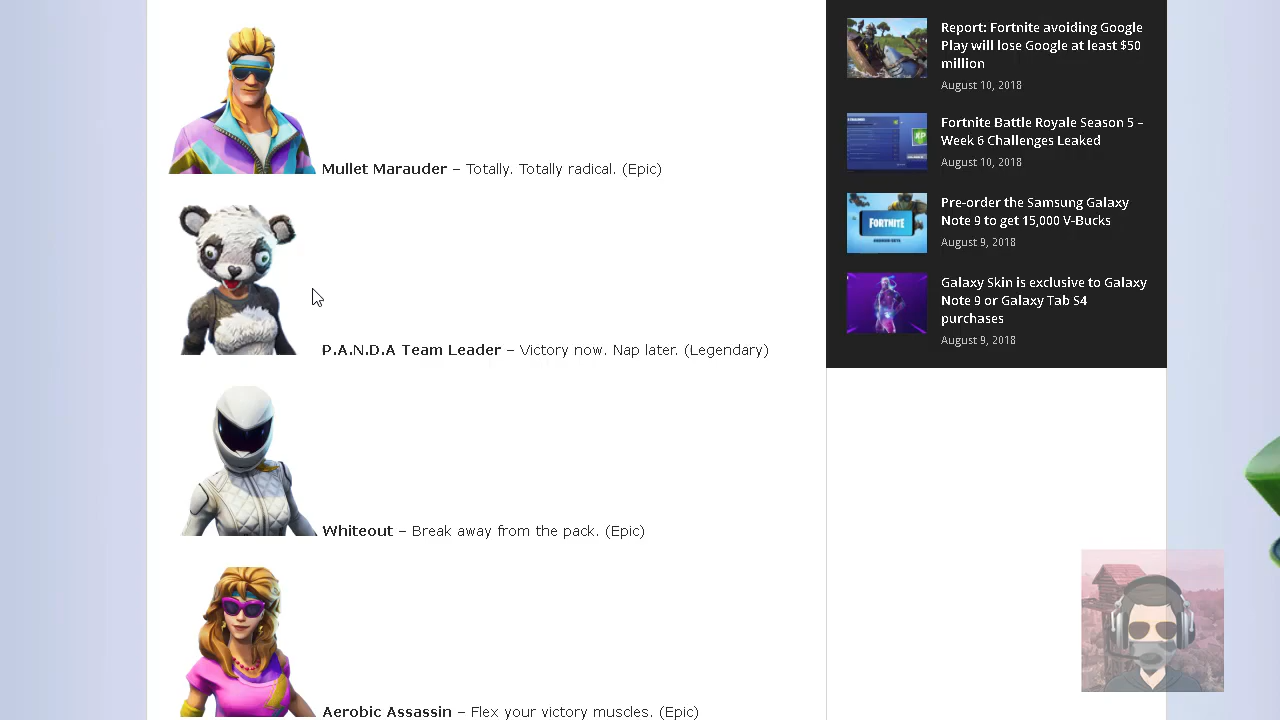 Mullet Marauder – Totally. Totally radical. (Epic)
P.A.N.D.A Team Leader – Victory now. Nap later. (Legendary)
Whiteout – Break away from the pack. (Epic)
Aerobic Assassin – Flex your victory muscles. (Epic)
Report: Fortnite avoiding Google
Play will lose Google at least $50
million
August 10, 2018
Fortnite Battle Royale Season 5 –
Week 6 Challenges Leaked
August 10, 2018
FORTNITE
Pre-order the Samsung Galaxy
Note 9 to get 15,000 V-Bucks
August 9, 2018
Galaxy Skin is exclusive to Galaxy
Note 9 or Galaxy Tab S4
purchases
August 9, 2018